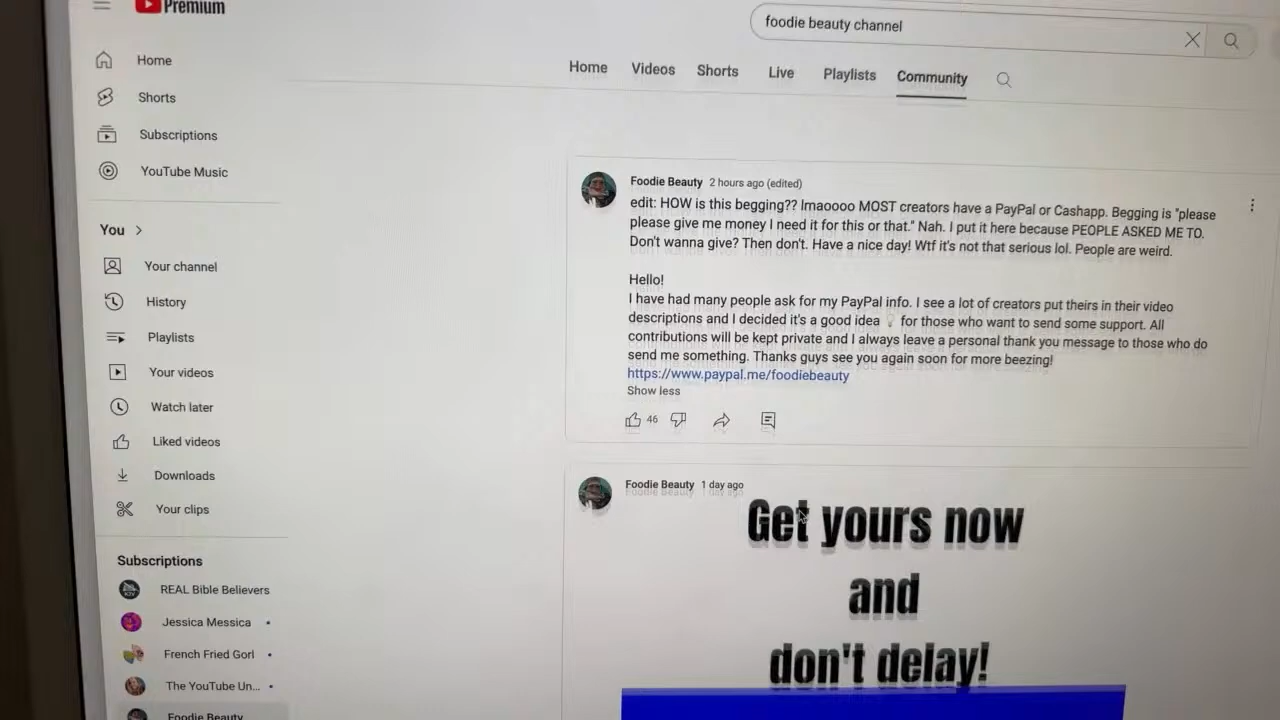 Premium
foodie beauty channel
Home
Shorts
Subscriptions
YouTube Music
You
Your channel
History
Playlists
Your videos
Watch later
Liked videos
Downloads
Your clips
Subscriptions
REAL Bible Believers
Jessica Messica
French Fried Gorl
The YouTube Un...
Foodie Beauty
Home Videos Shorts Live Playlists Community
Foodie Beauty 2 hours ago (edited)
edit: HOW is this begging?? lmaoooo MOST creators have a PayPal or Cashapp. Begging is "please
please give me money I need it for this or that." Nah. I put it here because PEOPLE ASKED ME TO.
Don't wanna give? Then don't. Have a nice day! Wtf it's not that serious lol. People are weird.
Hello!
I have had many people ask for my PayPal info. I see a lot of creators put theirs in their video
descriptions and I decided it's a good idea 💡 for those who want to send some support. All
contributions will be kept private and I always leave a personal thank you message to those who do
send me something. Thanks guys see you again soon for more beezing!
https://www.paypal.me/foodiebeauty
Show less
46
Foodie Beauty 1 day ago
Get yours now
and
don't delay!